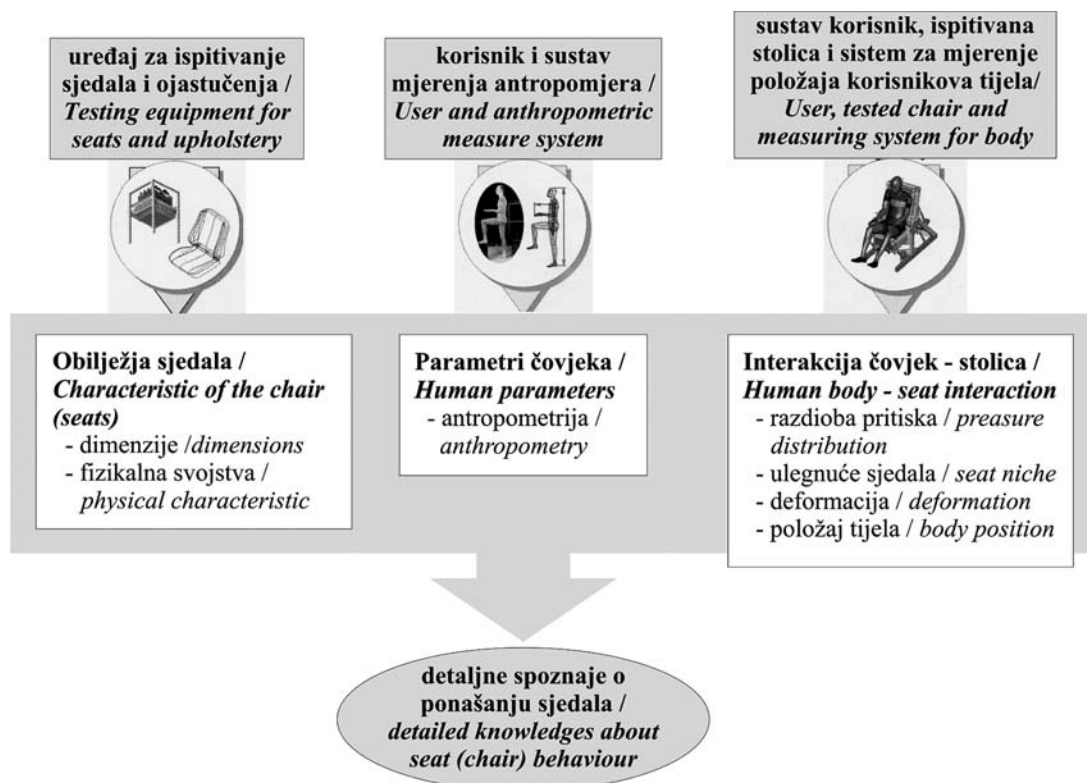 uređaj za ispitivanje
sjedala i ojastučenja /
Testing equipment for
seats and upholstery
korisnik i sustav
mjerenja antropomjera /
User and anthropometric
measure system
sustav korisnik, ispitivana
stolica i sistem za mjerenje
položaja korisnikova tijela/
User, tested chair and
measuring system for body
Obilježja sjedala /
Characteristic of the chair
(seats)
- dimenzije /dimensions
- fizikalna svojstva /
physical characteristic
Parametri čovjeka /
Human parameters
- antropometrija /
anthropometry
Interakcija čovjek - stolica /
Human body - seat interaction
- razdioba pritiska / preasure
distribution
- ulegnuće sjedala / seat niche
- deformacija / deformation
- položaj tijela / body position
detaljne spoznaje o
ponašanju sjedala /
detailed knowledges about
seat (chair) behaviour